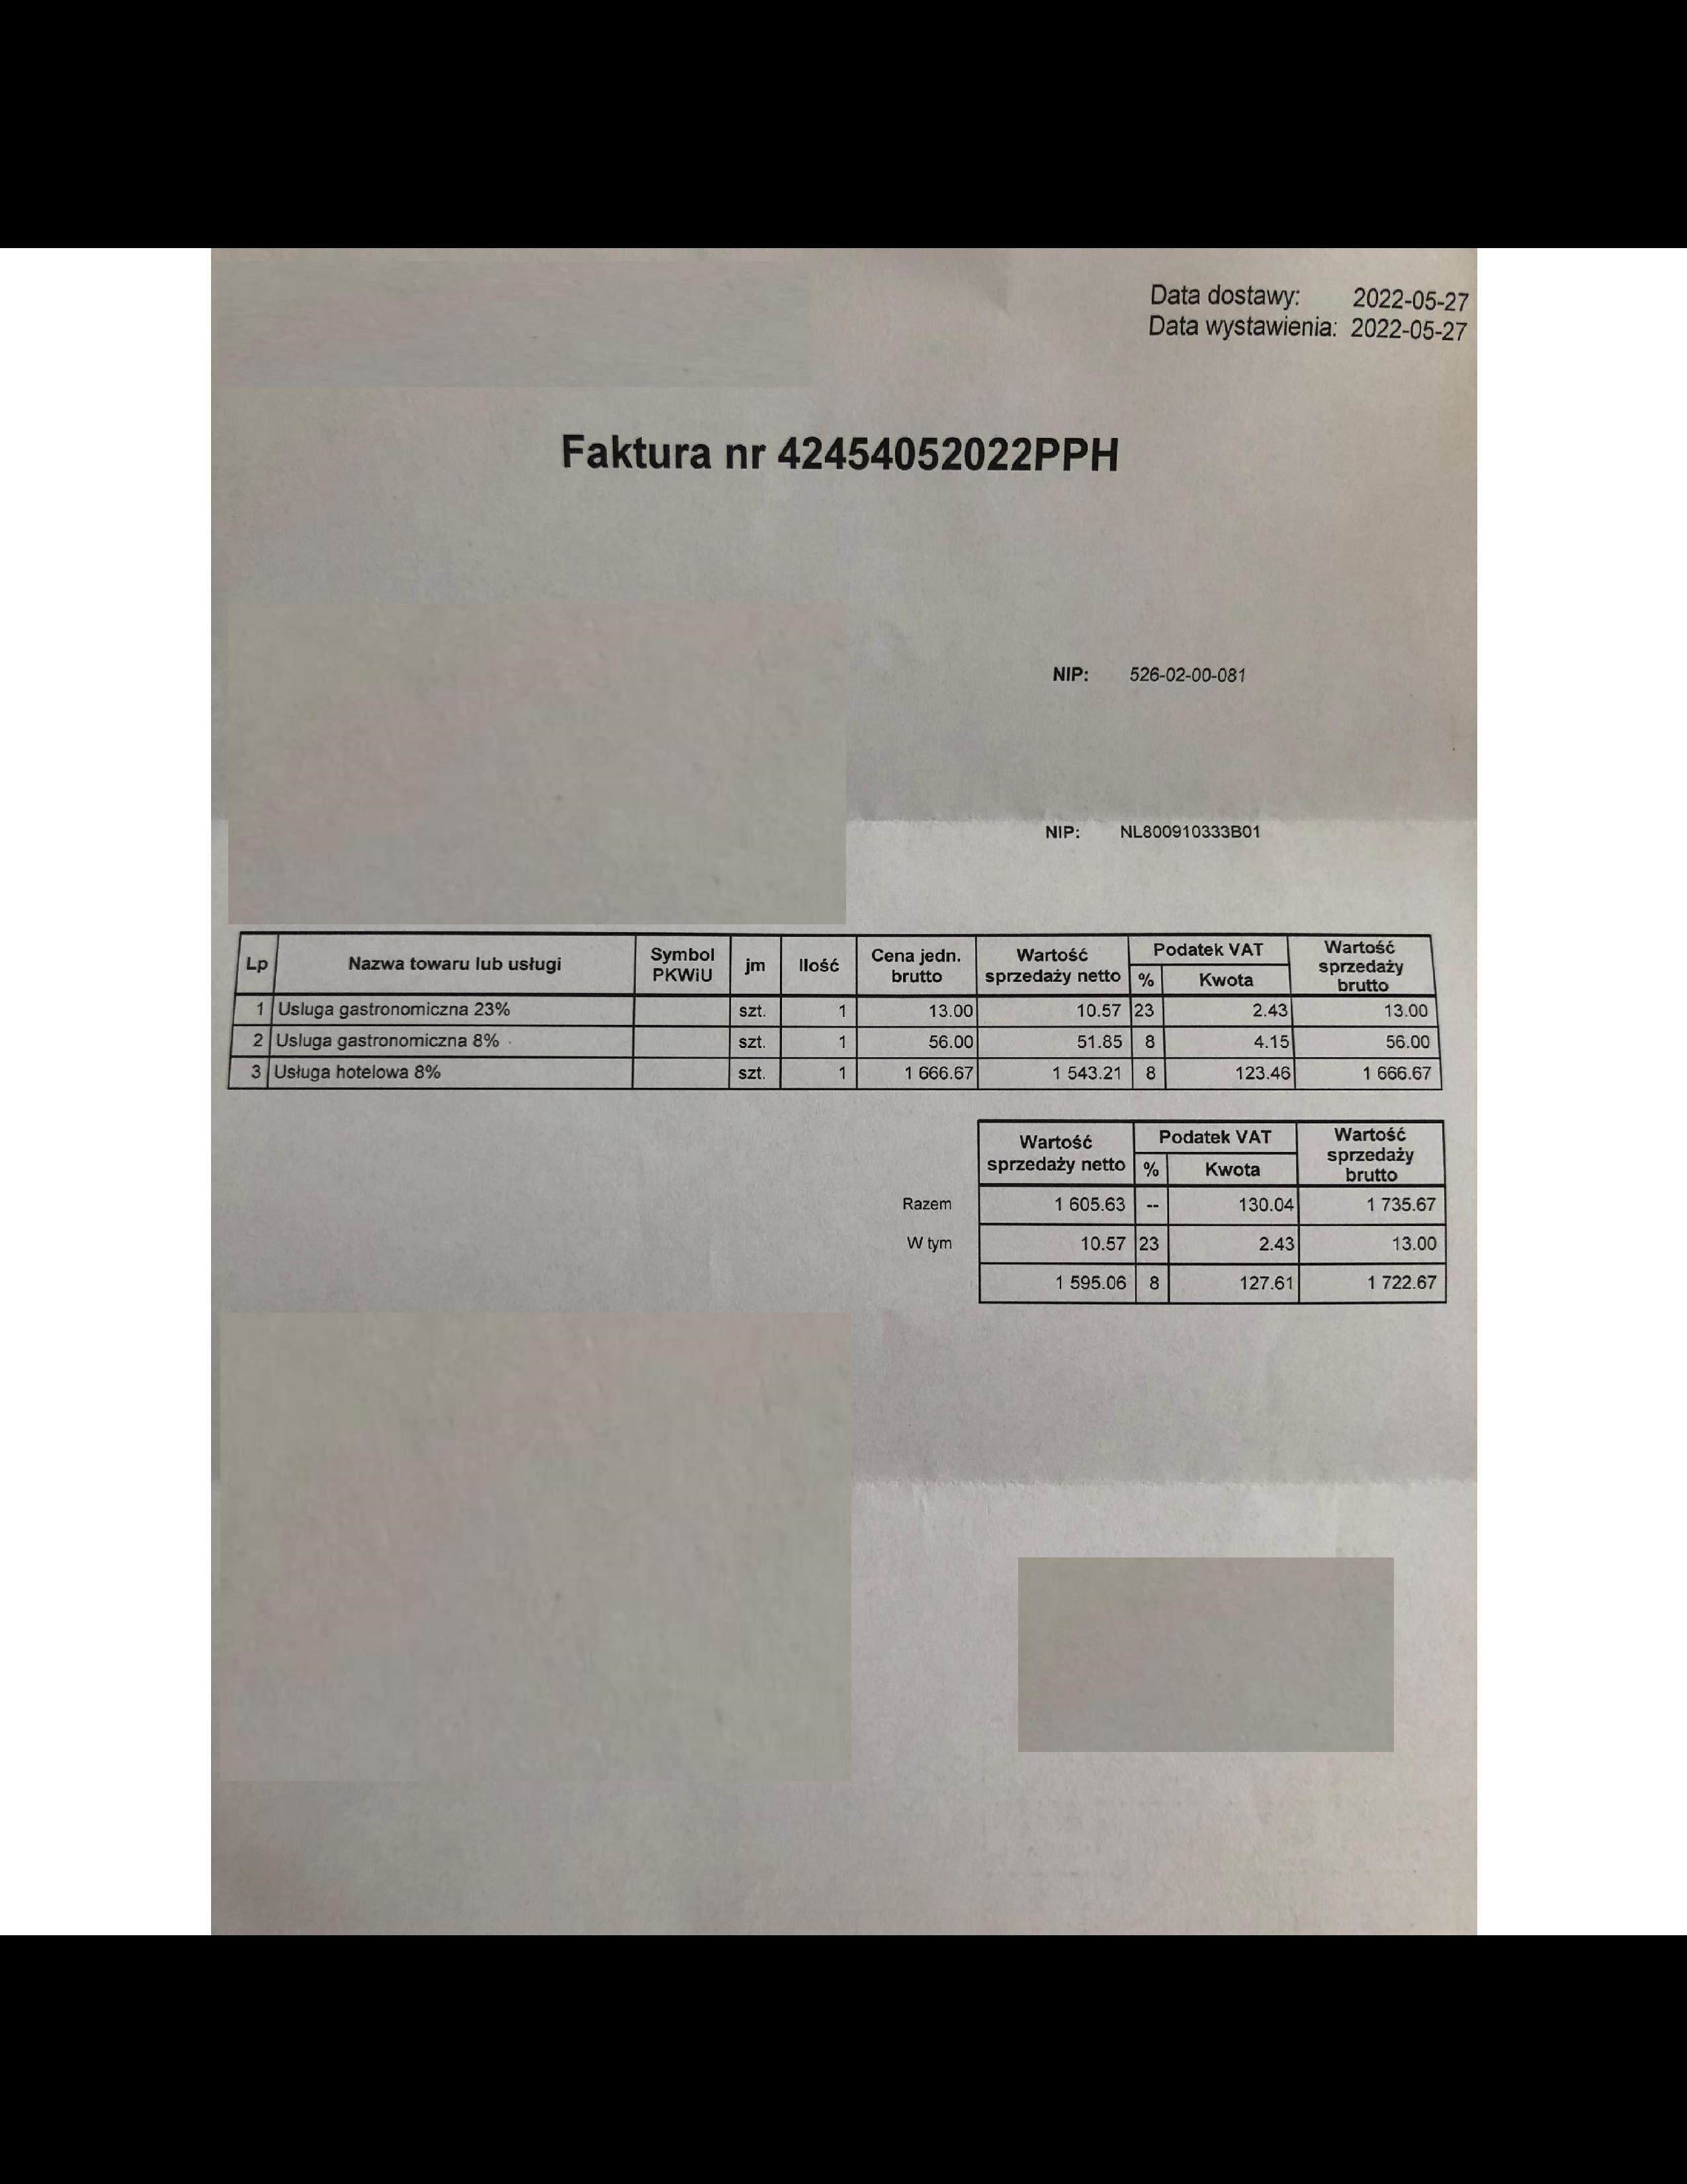 Data dostawy: 2022-05-27
Data wystawienia: 2022-05-27
Faktura nr 42454052022PPH
NIP: 526-02-00-081
NIP: NL800910333B01
Lp Nazwa towaru lub usługi Symbol PKWiU jm Ilość Cena jedn. brutto Wartość sprzedaży netto Podatek VAT % Kwota Wartość sprzedaży brutto
1 Usluga gastronomiczna 23% szt. 1 13.00 10.57 23 2.43 13.00
2 Usluga gastronomiczna 8% szt. 1 56.00 51.85 8 4.15 56.00
3 Usługa hotelowa 8% szt. 1 1 666.67 1 543.21 8 123.46 1 666.67
Wartość sprzedaży netto Podatek VAT % Kwota Wartość sprzedaży brutto
Razem 1 605.63 -- 130.04 1 735.67
W tym 10.57 23 2.43 13.00
1 595.06 8 127.61 1 722.67